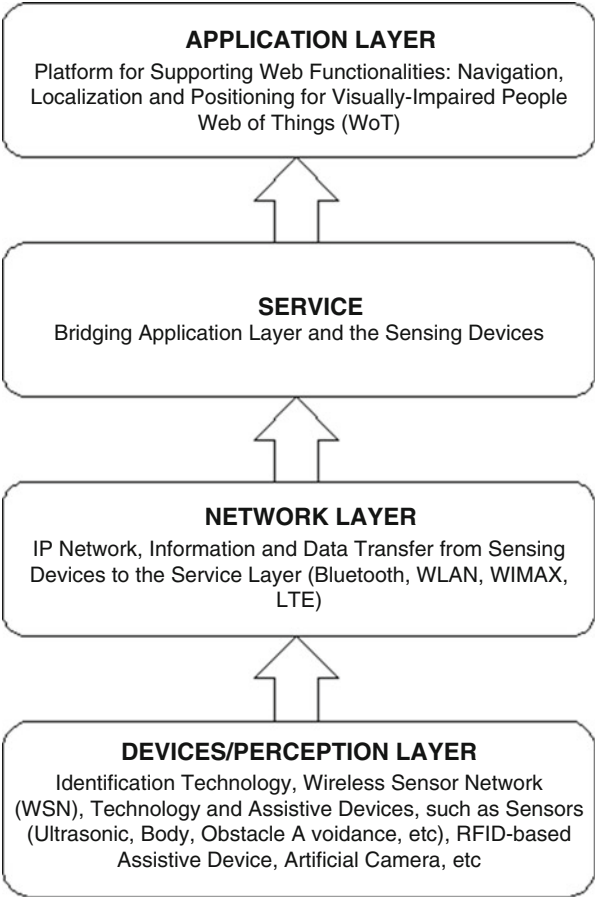 APPLICATION LAYER
Platform for Supporting Web Functionalities: Navigation,
Localization and Positioning for Visually-Impaired People
Web of Things (WoT)
SERVICE
Bridging Application Layer and the Sensing Devices
NETWORK LAYER
IP Network, Information and Data Transfer from Sensing
Devices to the Service Layer (Bluetooth, WLAN, WIMAX,
LTE)
DEVICES/PERCEPTION LAYER
Identification Technology, Wireless Sensor Network
(WSN), Technology and Assistive Devices, such as Sensors
(Ultrasonic, Body, Obstacle A voidance, etc), RFID-based
Assistive Device, Artificial Camera, etc